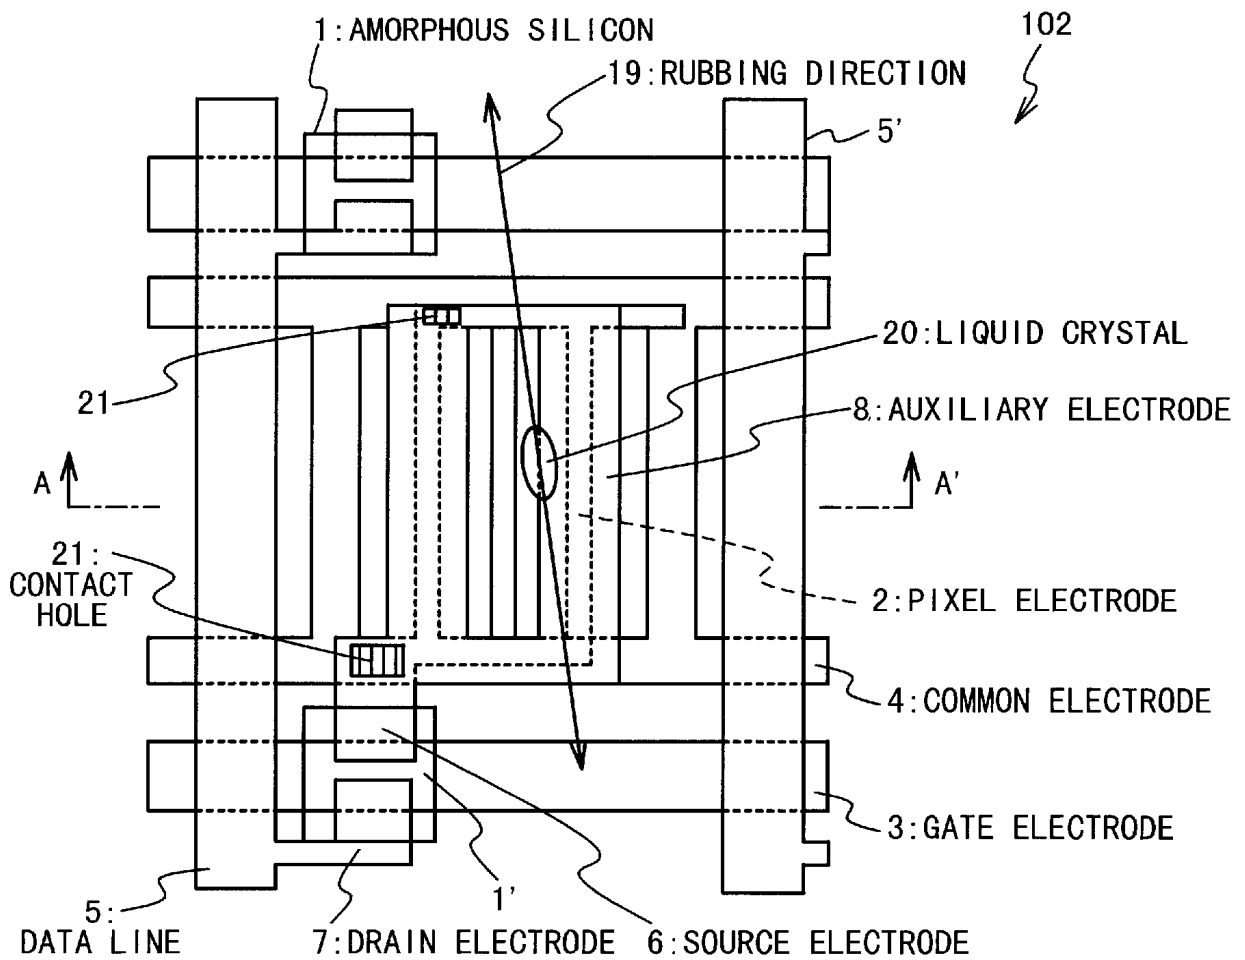 1:AMORPHOUS SILICON
102
19:RUBBING DIRECTION
5'
20:LIQUID CRYSTAL
21
8:AUXILIARY ELECTRODE
A
A'
21:
CONTACT
HOLE
2:PIXEL ELECTRODE
4:COMMON ELECTRODE
3:GATE ELECTRODE
1'
5:
DATA LINE
7:DRAIN ELECTRODE
6:SOURCE ELECTRODE